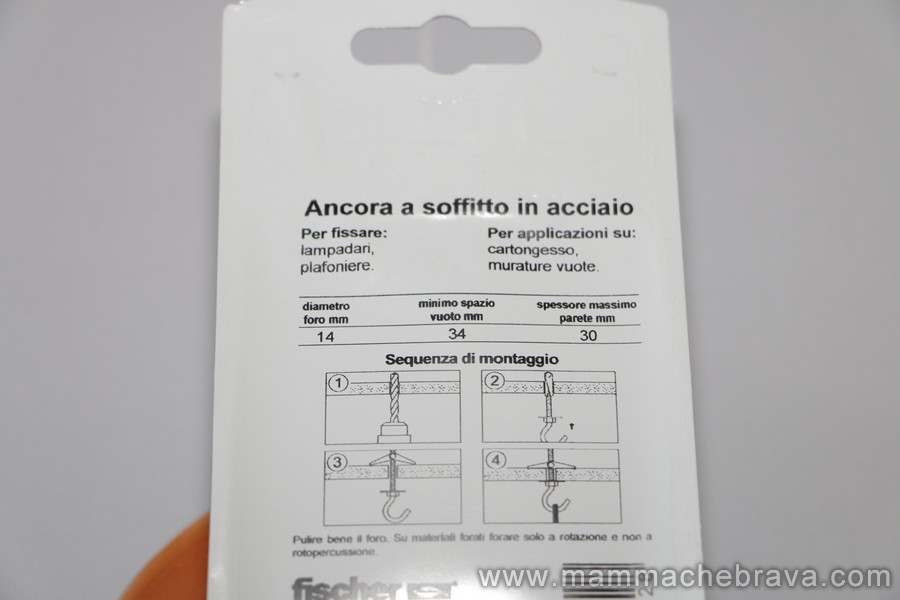 Ancora a soffitto in acciaio
Per fissare:
lampadari,
plafoniere.
Per applicazioni su:
cartongesso,
murature vuote.
diametro
foro mm
minimo spazio
vuoto mm
spessore massimo
parete mm
14 34 30
Sequenza di montaggio
1 2
3 4
Pulire bene il foro. Su materiali forati forare solo a rotazione e non a
rotopercussione.
fischer
www.mammachebrava.com